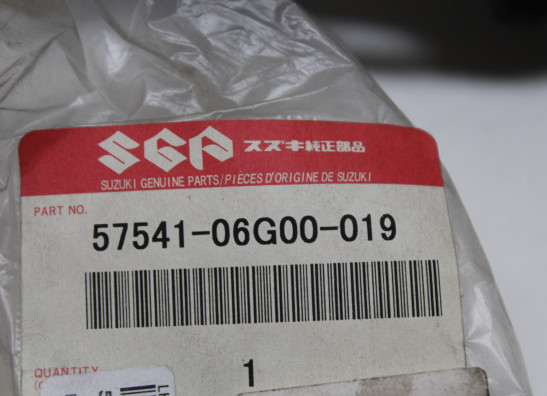 SGP スズキ純正部品
SUZUKI GENUINE PARTS/PIÈCES D'ORIGINE DE SUZUKI
PART NO.
57541-06G00-019
QUANTITY
1